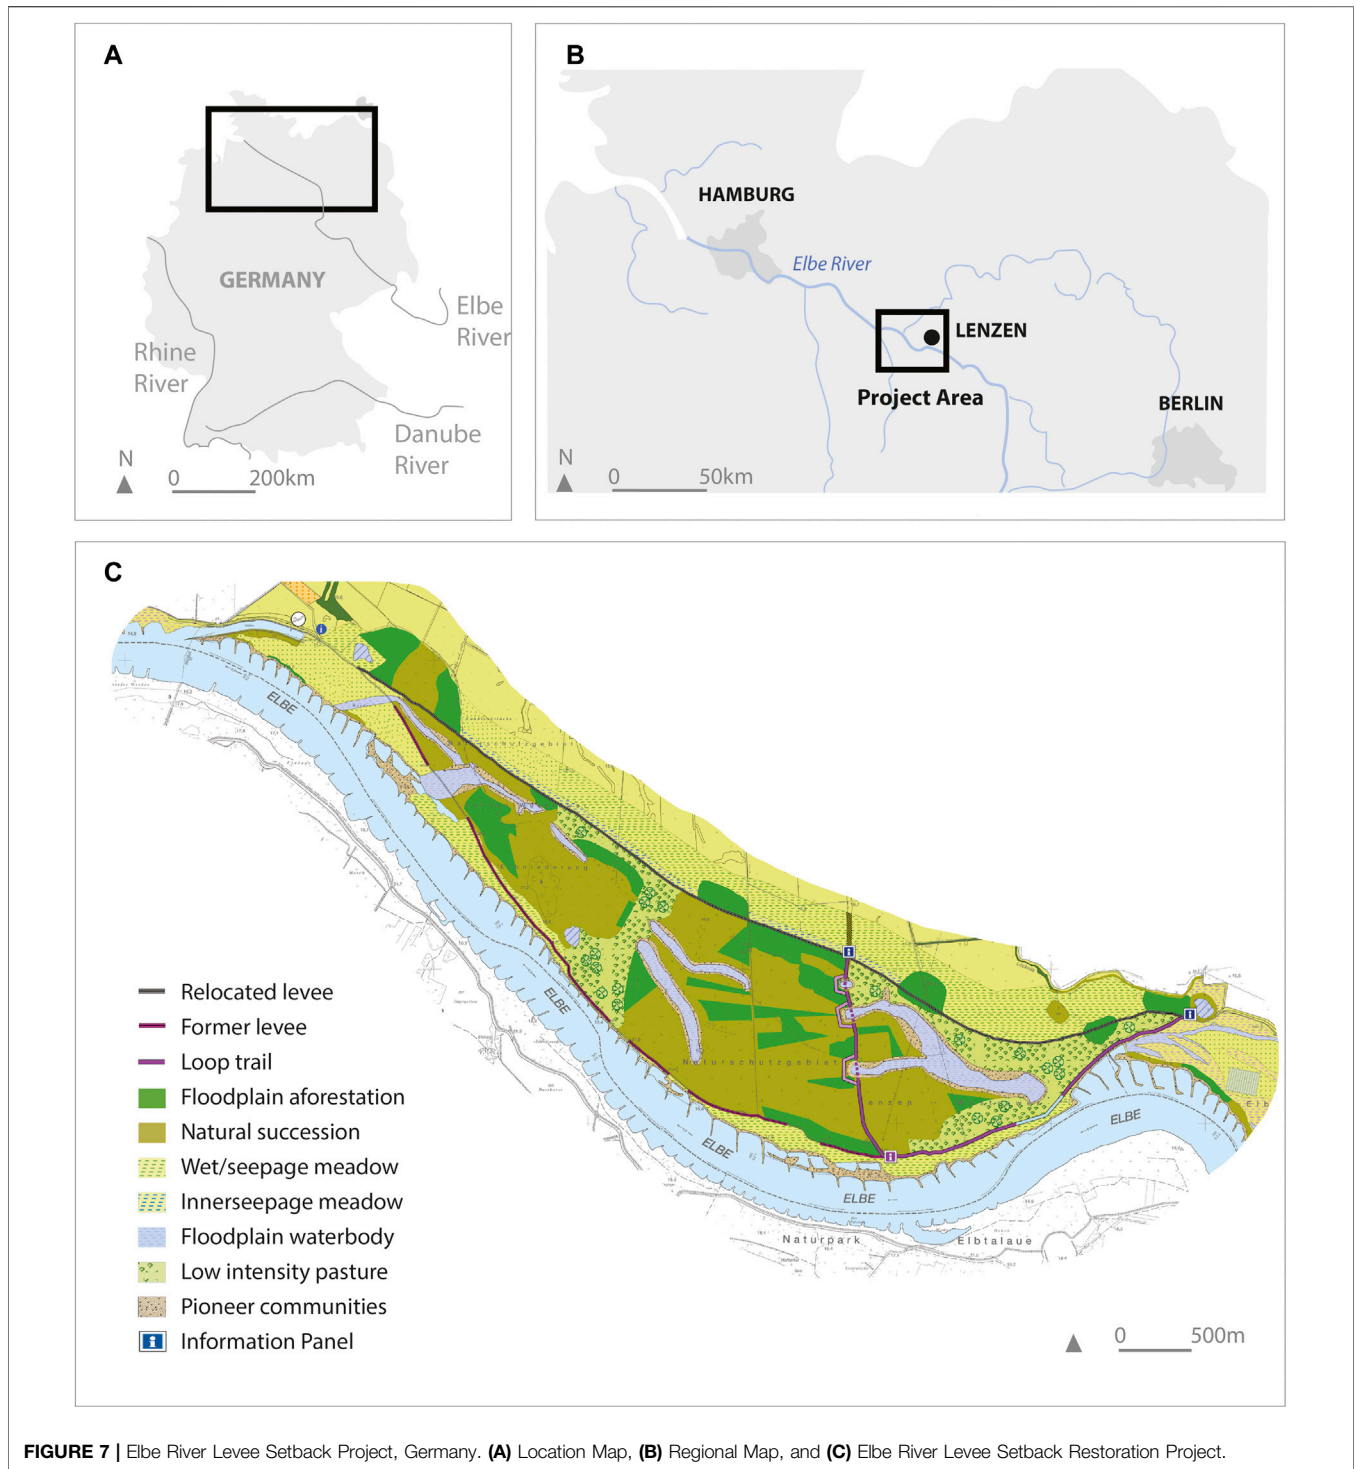 A
GERMANY
Elbe
River
Rhine
River
Danube
River
N
0 200km
B
HAMBURG
Elbe River
LENZEN
Project Area
BERLIN
N
0 50km
C
ELBE
ELBE
ELBE
ELBE
ELBE
Naturschutzgebiet
Naturschutzgebiet
Naturpark Elbtalaue
Relocated levee
Former levee
Loop trail
Floodplain aforestation
Natural succession
Wet/seepage meadow
Innerseepage meadow
Floodplain waterbody
Low intensity pasture
Pioneer communities
Information Panel
0 500m
FIGURE 7 | Elbe River Levee Setback Project, Germany. (A) Location Map, (B) Regional Map, and (C) Elbe River Levee Setback Restoration Project.